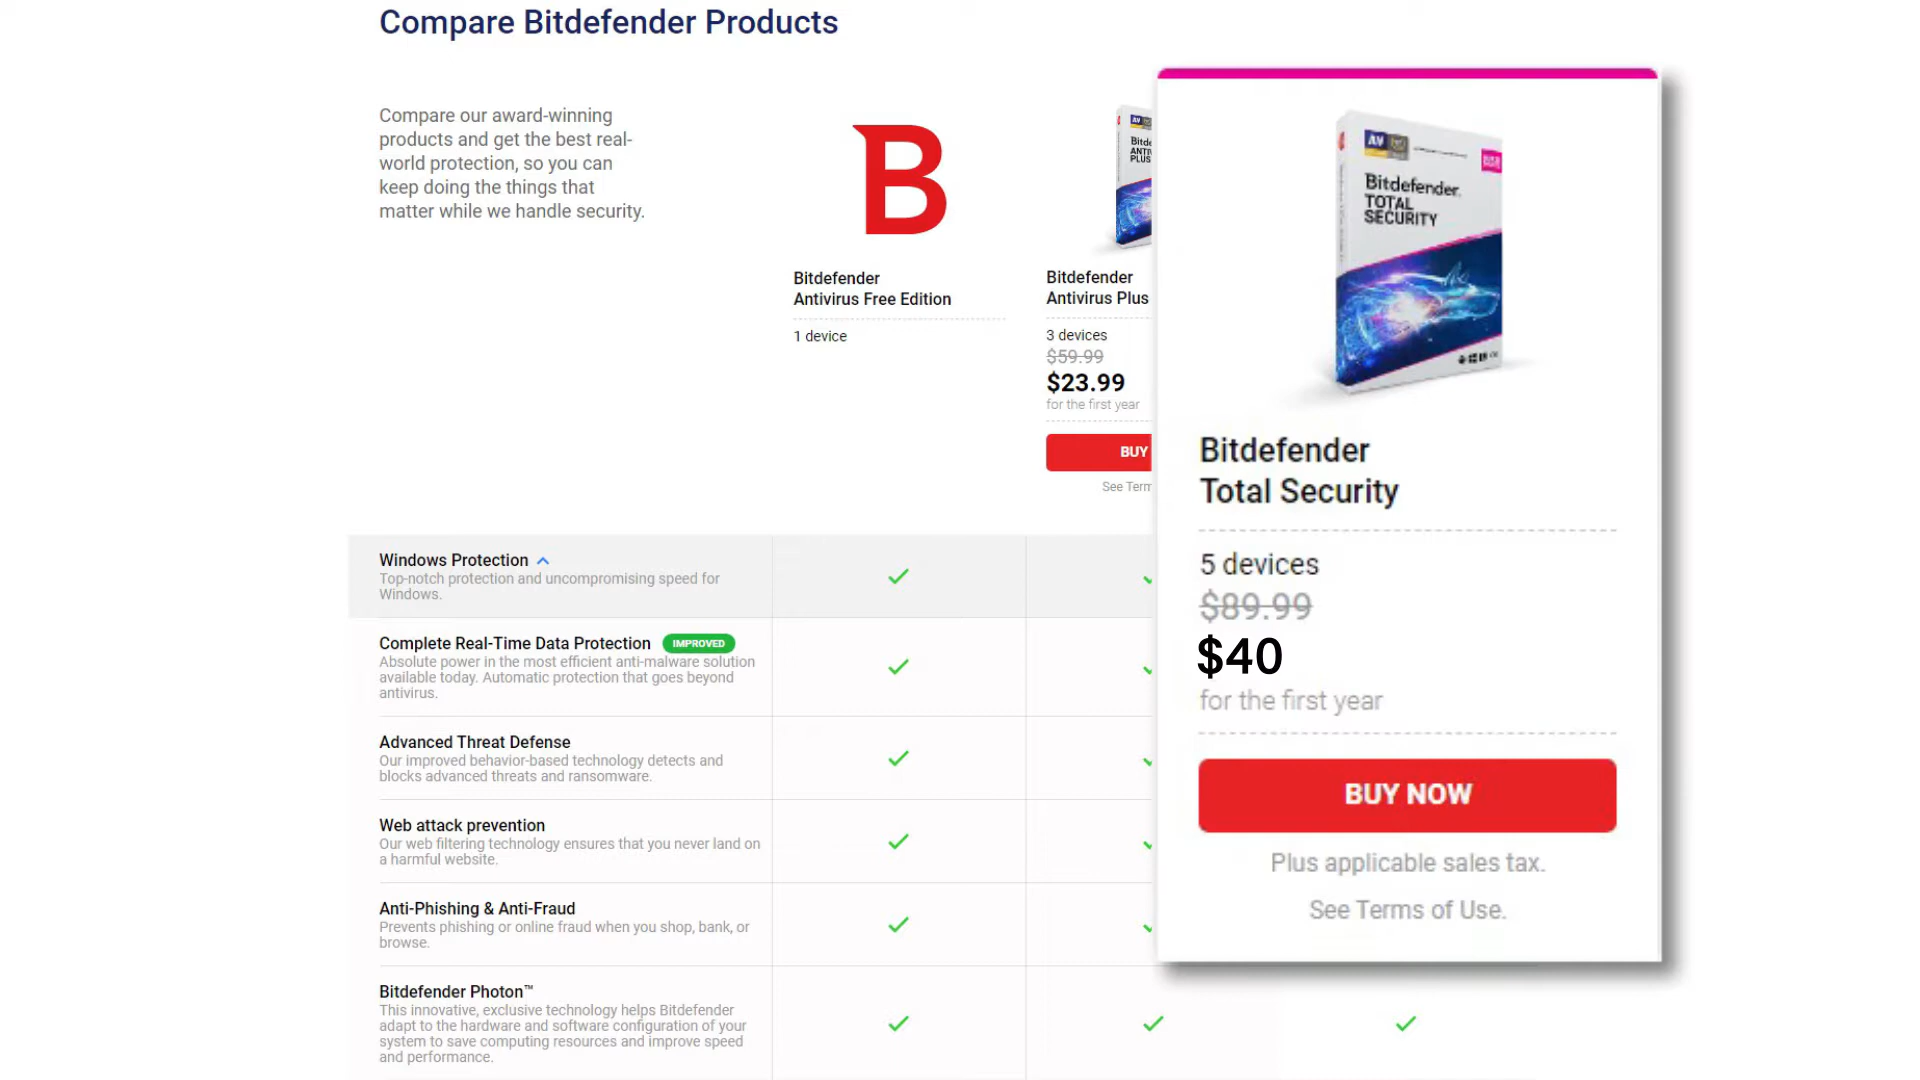 Compare Bitdefender Products
Compare our award-winning
products and get the best real-
world protection, so you can
keep doing the things that
matter while we handle security.
B
Bitdefender
Antivirus Free Edition
1 device
Bitde
ANTI
PLUS
Bitdefender
Antivirus Plus
3 devices
$59.99
$23.99
for the first year
BUY
See Term
AV
Bitdefender
TOTAL
SECURITY
Bitdefender
Total Security
5 devices
$89.99
$40
for the first year
BUY NOW
Plus applicable sales tax.
See Terms of Use.
Windows Protection
Top-notch protection and uncompromising speed for
Windows.
Complete Real-Time Data Protection IMPROVED
Absolute power in the most efficient anti-malware solution
available today. Automatic protection that goes beyond
antivirus.
Advanced Threat Defense
Our improved behavior-based technology detects and
blocks advanced threats and ransomware.
Web attack prevention
Our web filtering technology ensures that you never land on
a harmful website.
Anti-Phishing & Anti-Fraud
Prevents phishing or online fraud when you shop, bank, or
browse.
Bitdefender Photon™
This innovative, exclusive technology helps Bitdefender
adapt to the hardware and software configuration of your
system to save computing resources and improve speed
and performance.